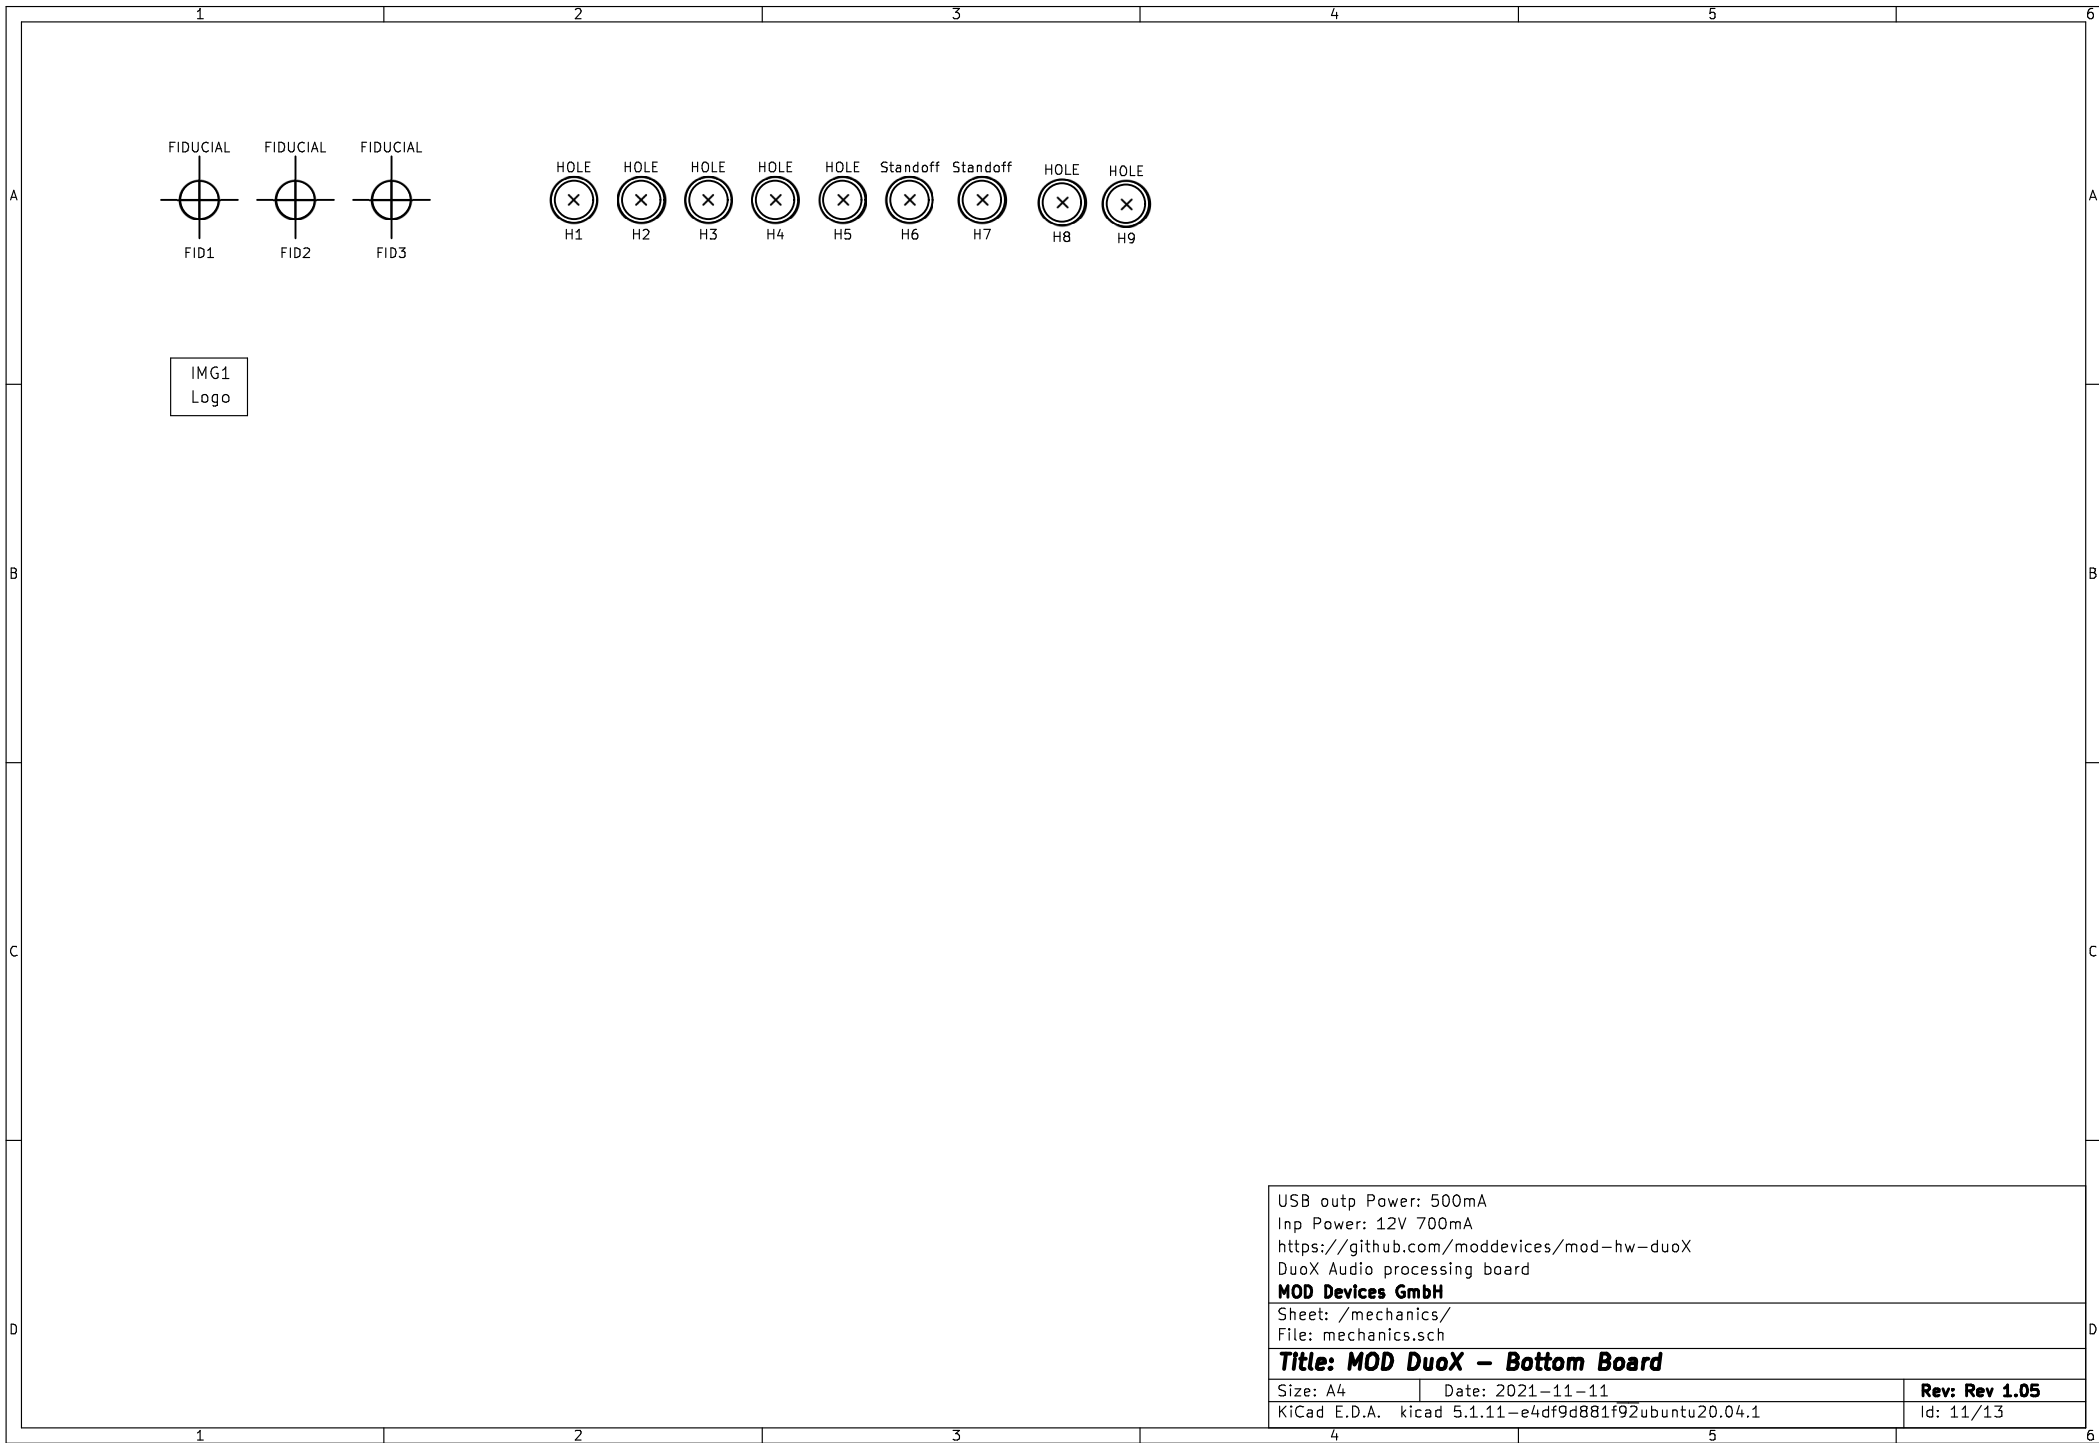 1 2 3 4 5 6
FIDUCIAL FIDUCIAL FIDUCIAL
HOLE HOLE HOLE HOLE HOLE Standoff Standoff HOLE HOLE
A A
H1 H2 H3 H4 H5 H6 H7 H8 H9
FID1 FID2 FID3
IMG1
Logo
B B
C C
USB outp Power: 500mA
Inp Power: 12V 700mA
https://github.com/moddevices/mod-hw-duoX
DuoX Audio processing board
MOD Devices GmbH
Sheet: /mechanics/
File: mechanics.sch
D D
Title: MOD DuoX – Bottom Board
Size: A4 Date: 2021-11-11 Rev: Rev 1.05
KiCad E.D.A. kicad 5.1.11-e4df9d881f92ubuntu20.04.1 Id: 11/13
1 2 3 4 5 6